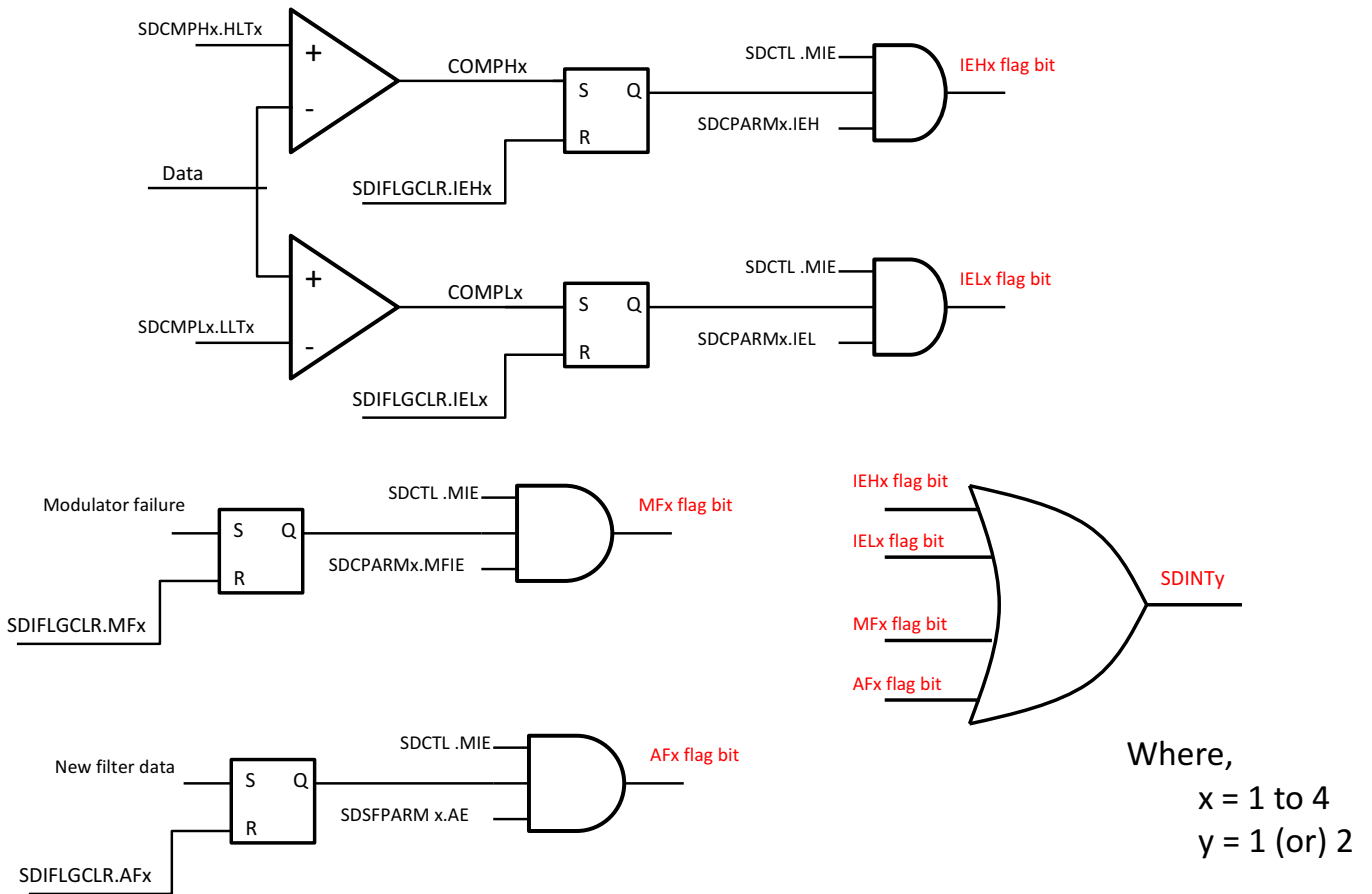 SDCMPHx.HLTx
+
-
COMPHx
S Q
R
SDCTL .MIE
SDCPARMx.IEH
IEHx flag bit
Data
SDIFLGCLR.IEHx
+
-
SDCMPLx.LLTx
COMPLx
S Q
R
SDCTL .MIE
SDCPARMx.IEL
IELx flag bit
SDIFLGCLR.IELx
Modulator failure
S Q
R
SDCTL .MIE
SDCPARMx.MFIE
MFx flag bit
SDIFLGCLR.MFx
IEHx flag bit
IELx flag bit
MFx flag bit
AFx flag bit
SDINTy
New filter data
S Q
R
SDCTL .MIE
SDSFPARM x.AE
AFx flag bit
SDIFLGCLR.AFx
Where,
x = 1 to 4
y = 1 (or) 2